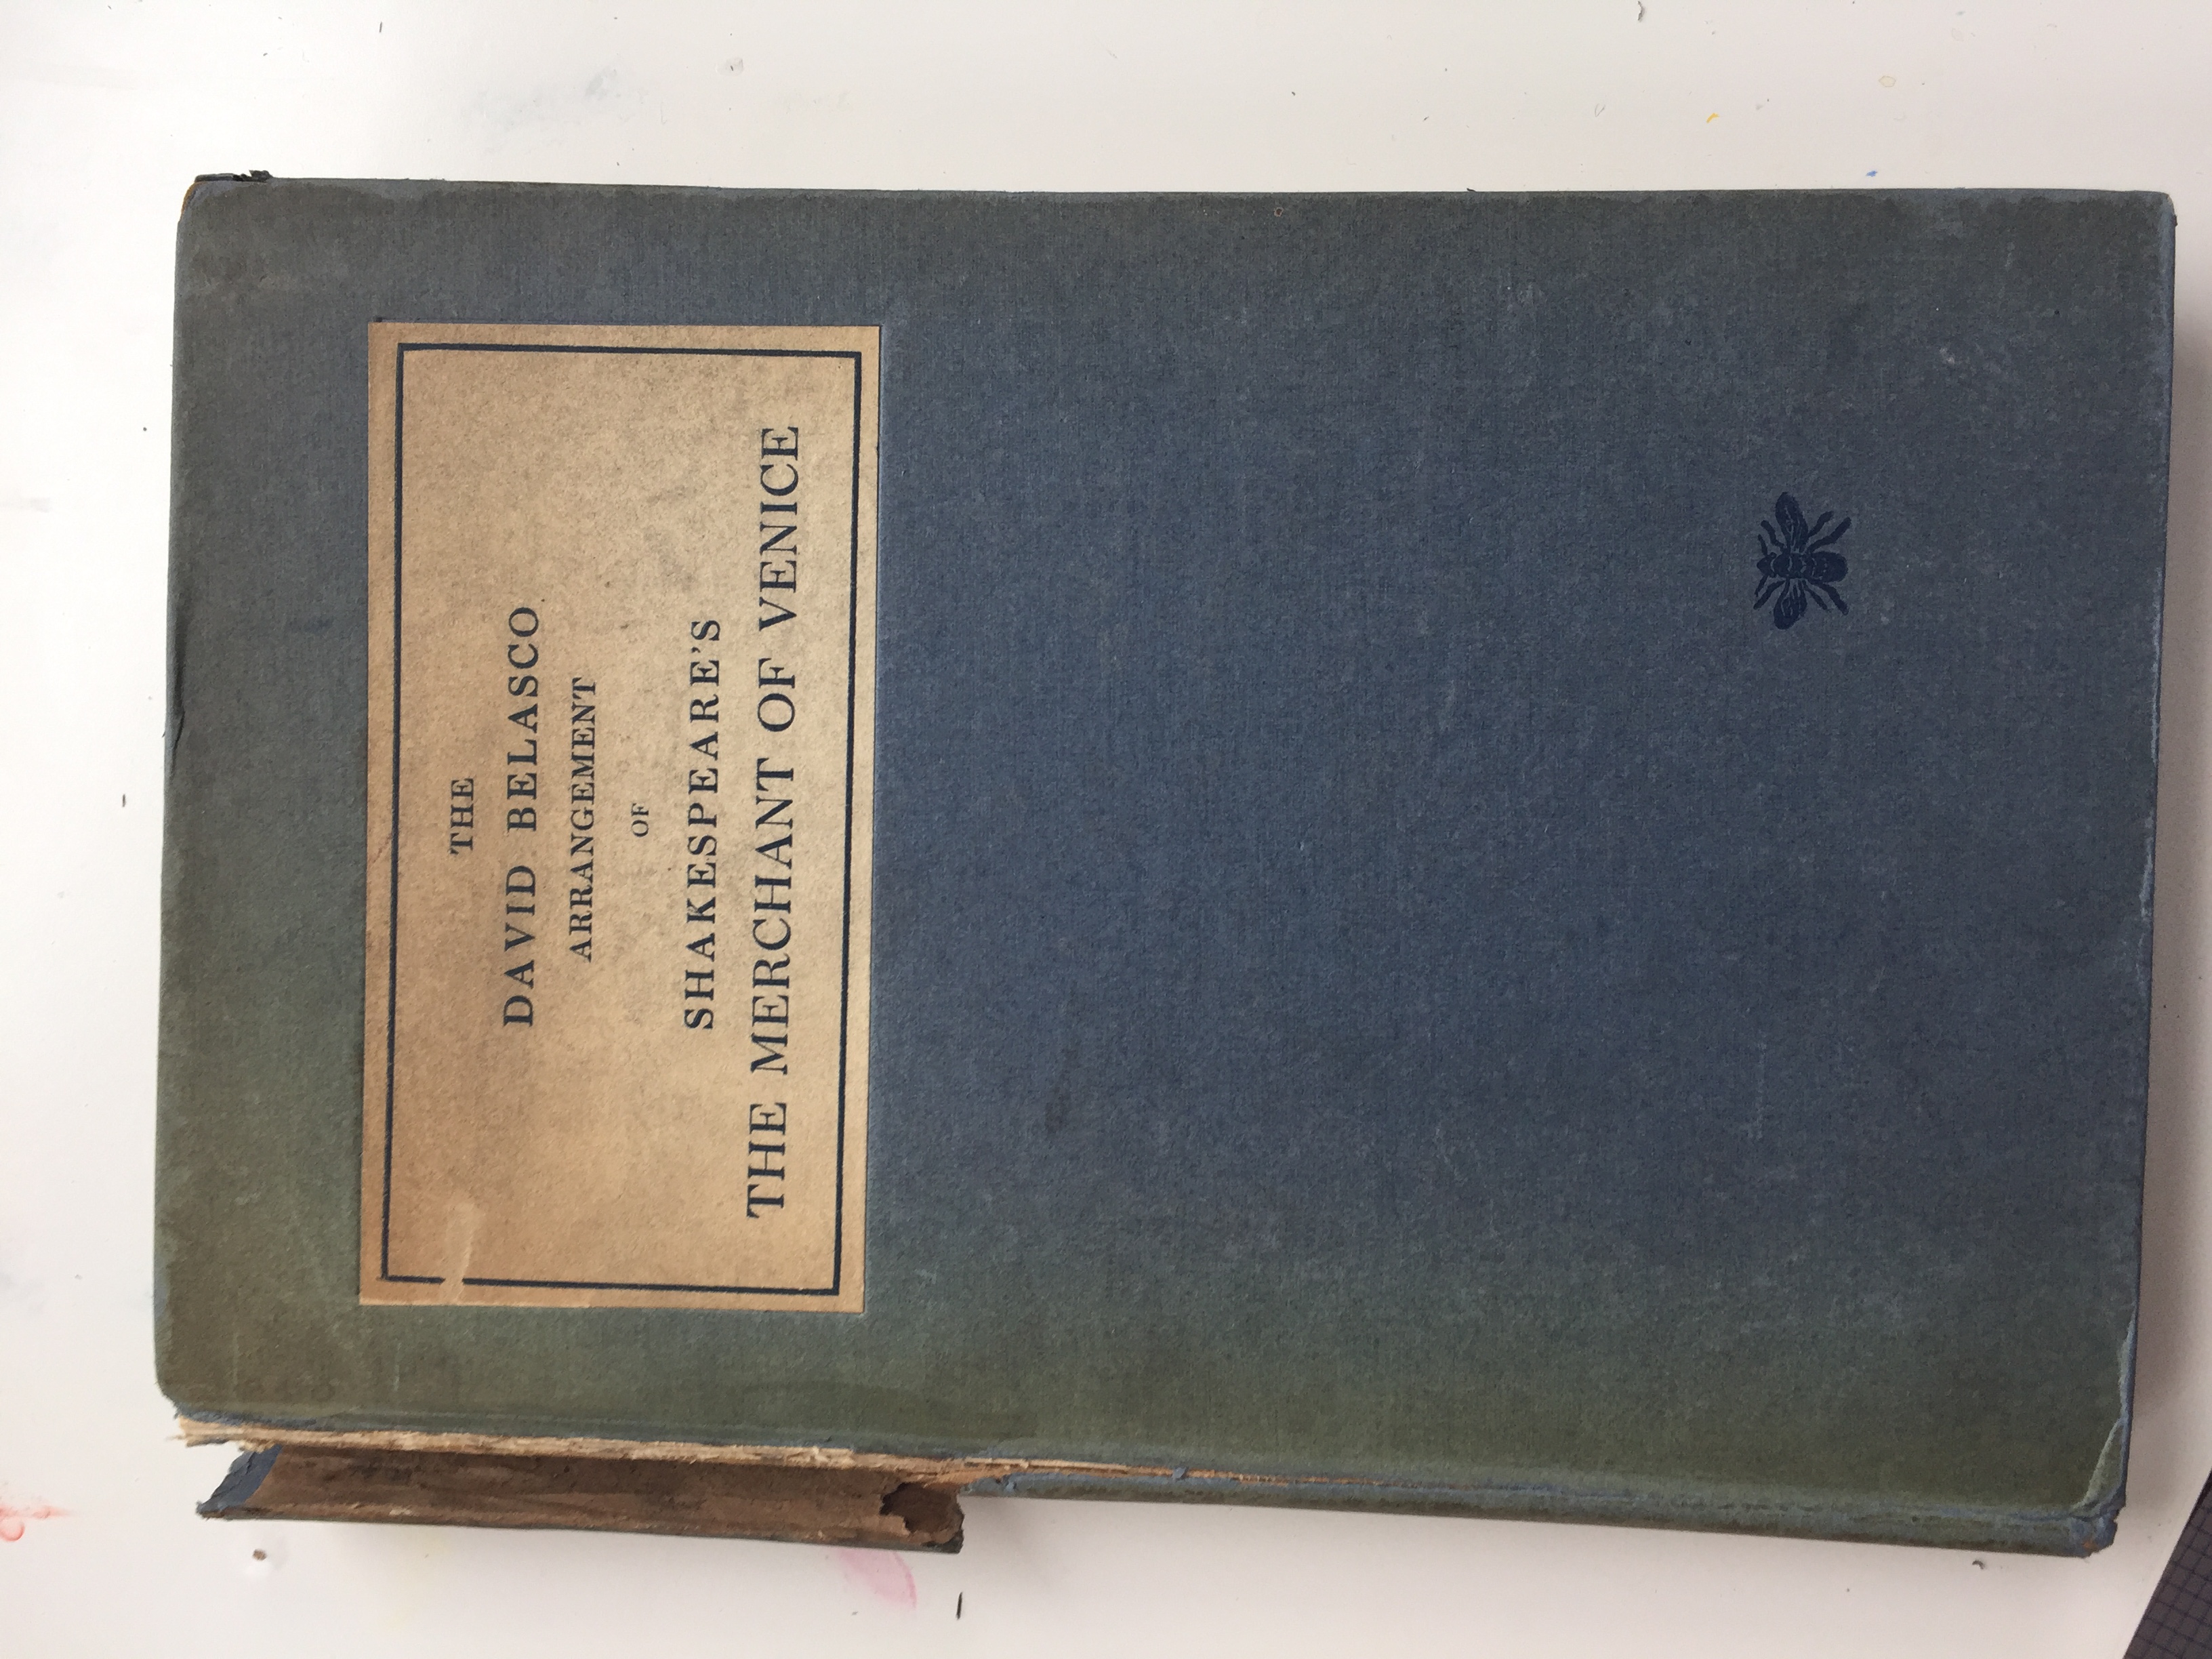 THE
DAVID BELASCO
ARRANGEMENT
OF
SHAKESPEARE'S
THE MERCHANT OF VENICE